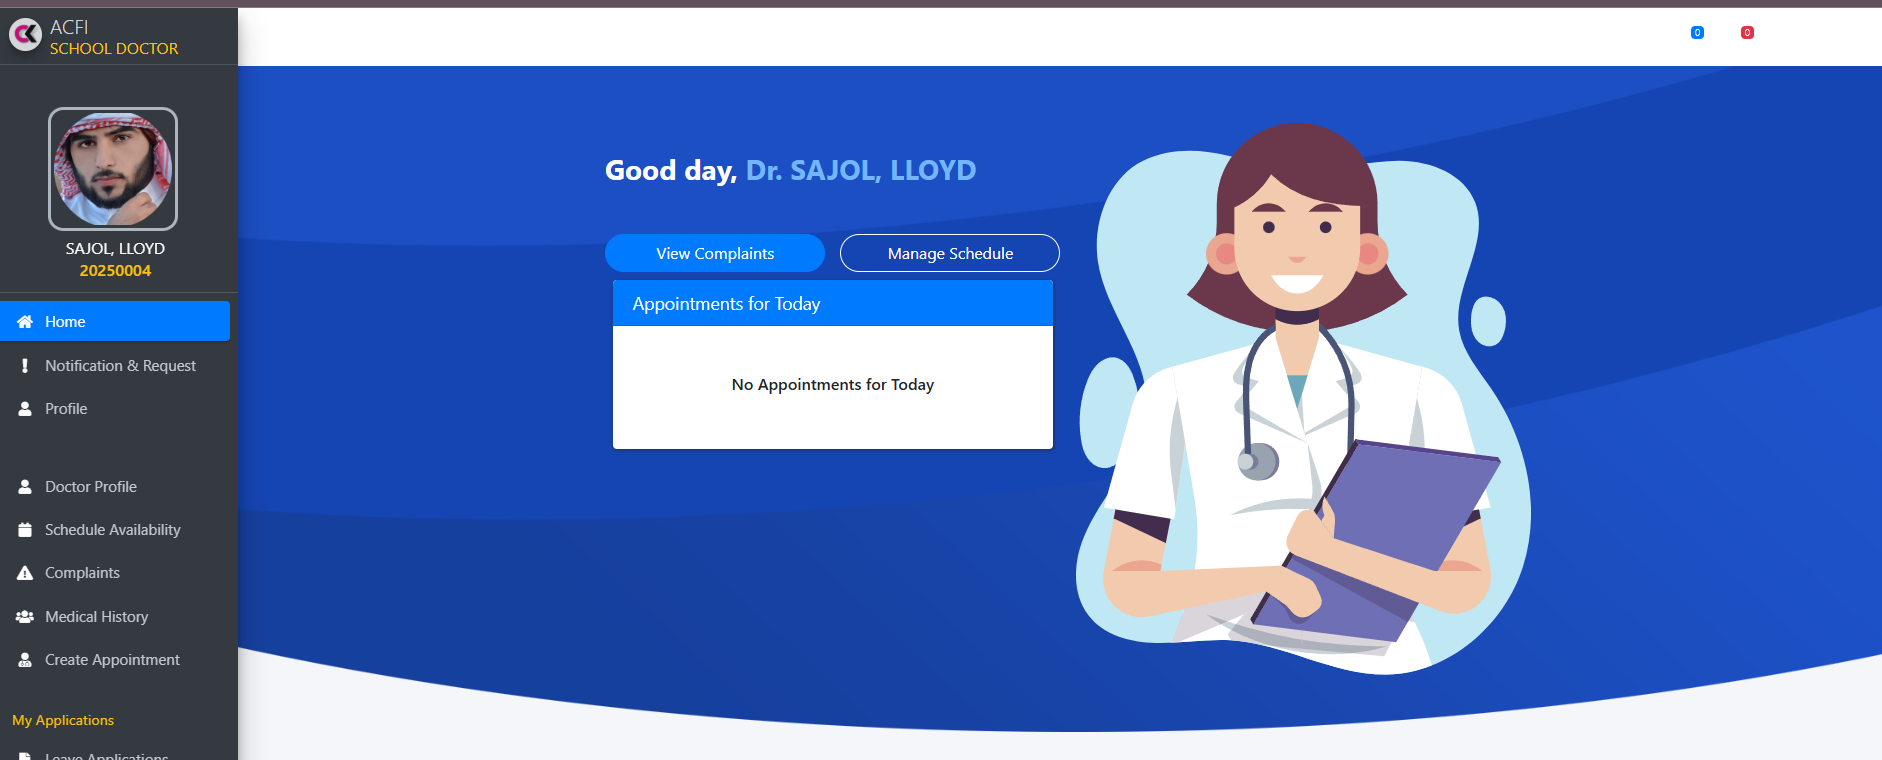 ACFI
SCHOOL DOCTOR
SAJOL, LLOYD
20250004
Home
Notification & Request
Profile
Doctor Profile
Schedule Availability
Complaints
Medical History
Create Appointment
My Applications
Leave Applications
0
0
Good day, Dr. SAJOL, LLOYD
View Complaints
Manage Schedule
Appointments for Today
No Appointments for Today